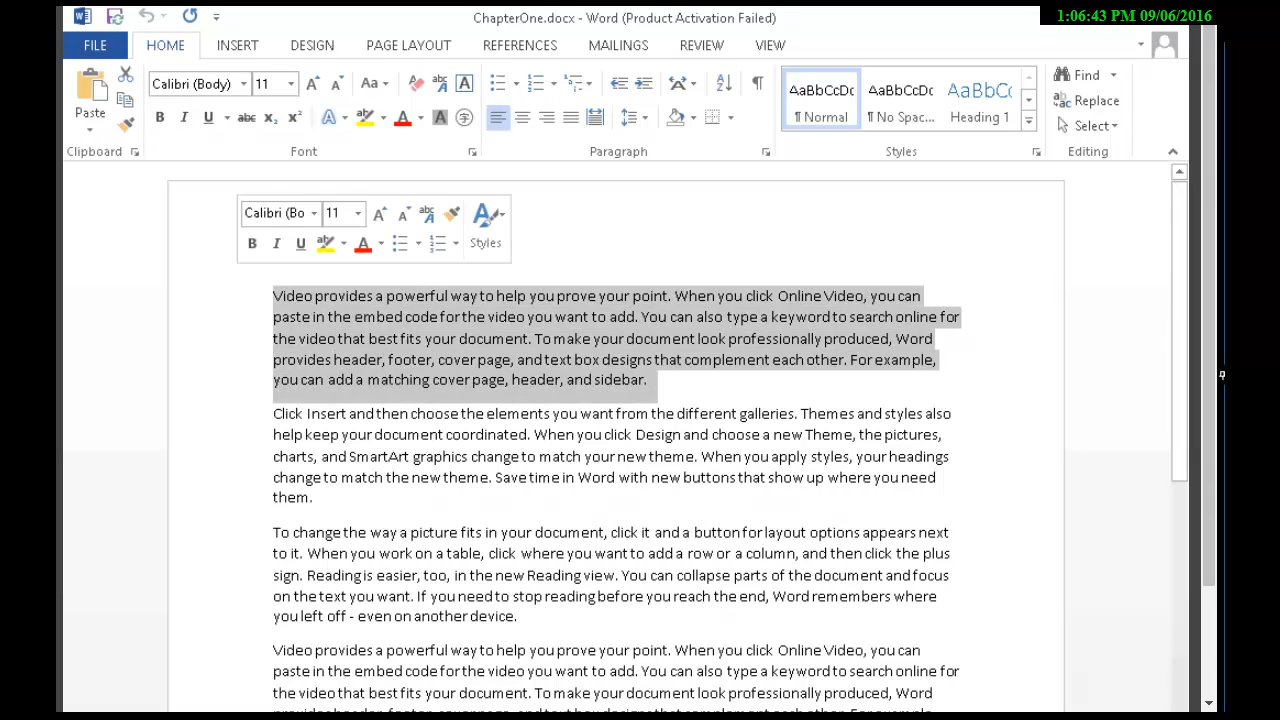 ChapterOne.docx - Word (Product Activation Failed)
1:06:43 PM 09/06/2016
FILE HOME INSERT DESIGN PAGE LAYOUT REFERENCES MAILINGS REVIEW VIEW
Calibri (Body) 11 Aa
Paste
B I U abc X₂ X² A A A
AaBbCcDc AaBbCcDc AaBbCc
¶ Normal ¶ No Spac... Heading 1
Find
Replace
Select
Clipboard Font Paragraph Styles Editing
Calibri (Bo 11
B I U Styles
Video provides a powerful way to help you prove your point. When you click Online Video, you can
paste in the embed code for the video you want to add. You can also type a keyword to search online for
the video that best fits your document. To make your document look professionally produced, Word
provides header, footer, cover page, and text box designs that complement each other. For example,
you can add a matching cover page, header, and sidebar.
Click Insert and then choose the elements you want from the different galleries. Themes and styles also
help keep your document coordinated. When you click Design and choose a new Theme, the pictures,
charts, and SmartArt graphics change to match your new theme. When you apply styles, your headings
change to match the new theme. Save time in Word with new buttons that show up where you need
them.
To change the way a picture fits in your document, click it and a button for layout options appears next
to it. When you work on a table, click where you want to add a row or a column, and then click the plus
sign. Reading is easier, too, in the new Reading view. You can collapse parts of the document and focus
on the text you want. If you need to stop reading before you reach the end, Word remembers where
you left off - even on another device.
Video provides a powerful way to help you prove your point. When you click Online Video, you can
paste in the embed code for the video you want to add. You can also type a keyword to search online for
the video that best fits your document. To make your document look professionally produced, Word